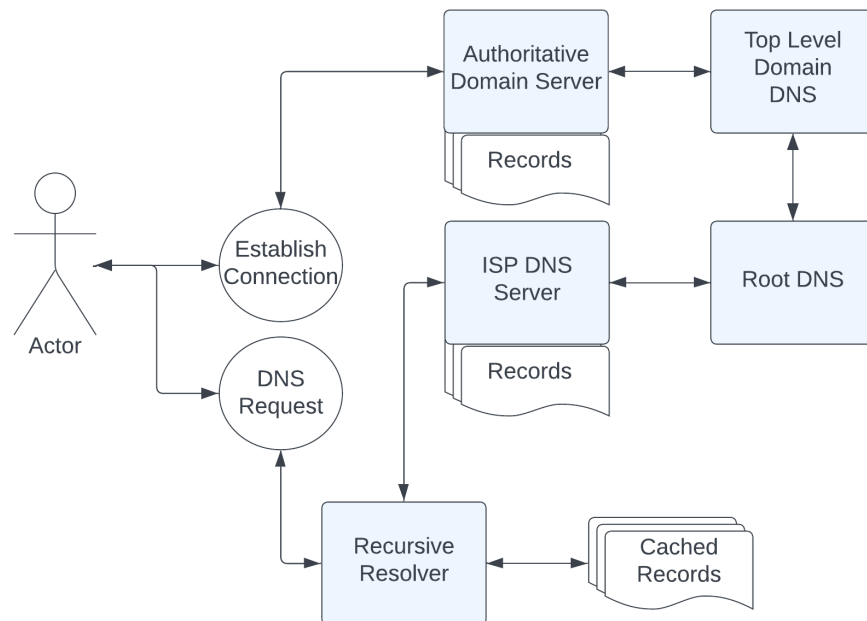 Authoritative
Domain Server
Top Level
Domain
DNS
Records
Establish
Connection
ISP DNS
Server
Root DNS
Actor
Records
DNS
Request
Recursive
Resolver
Cached
Records